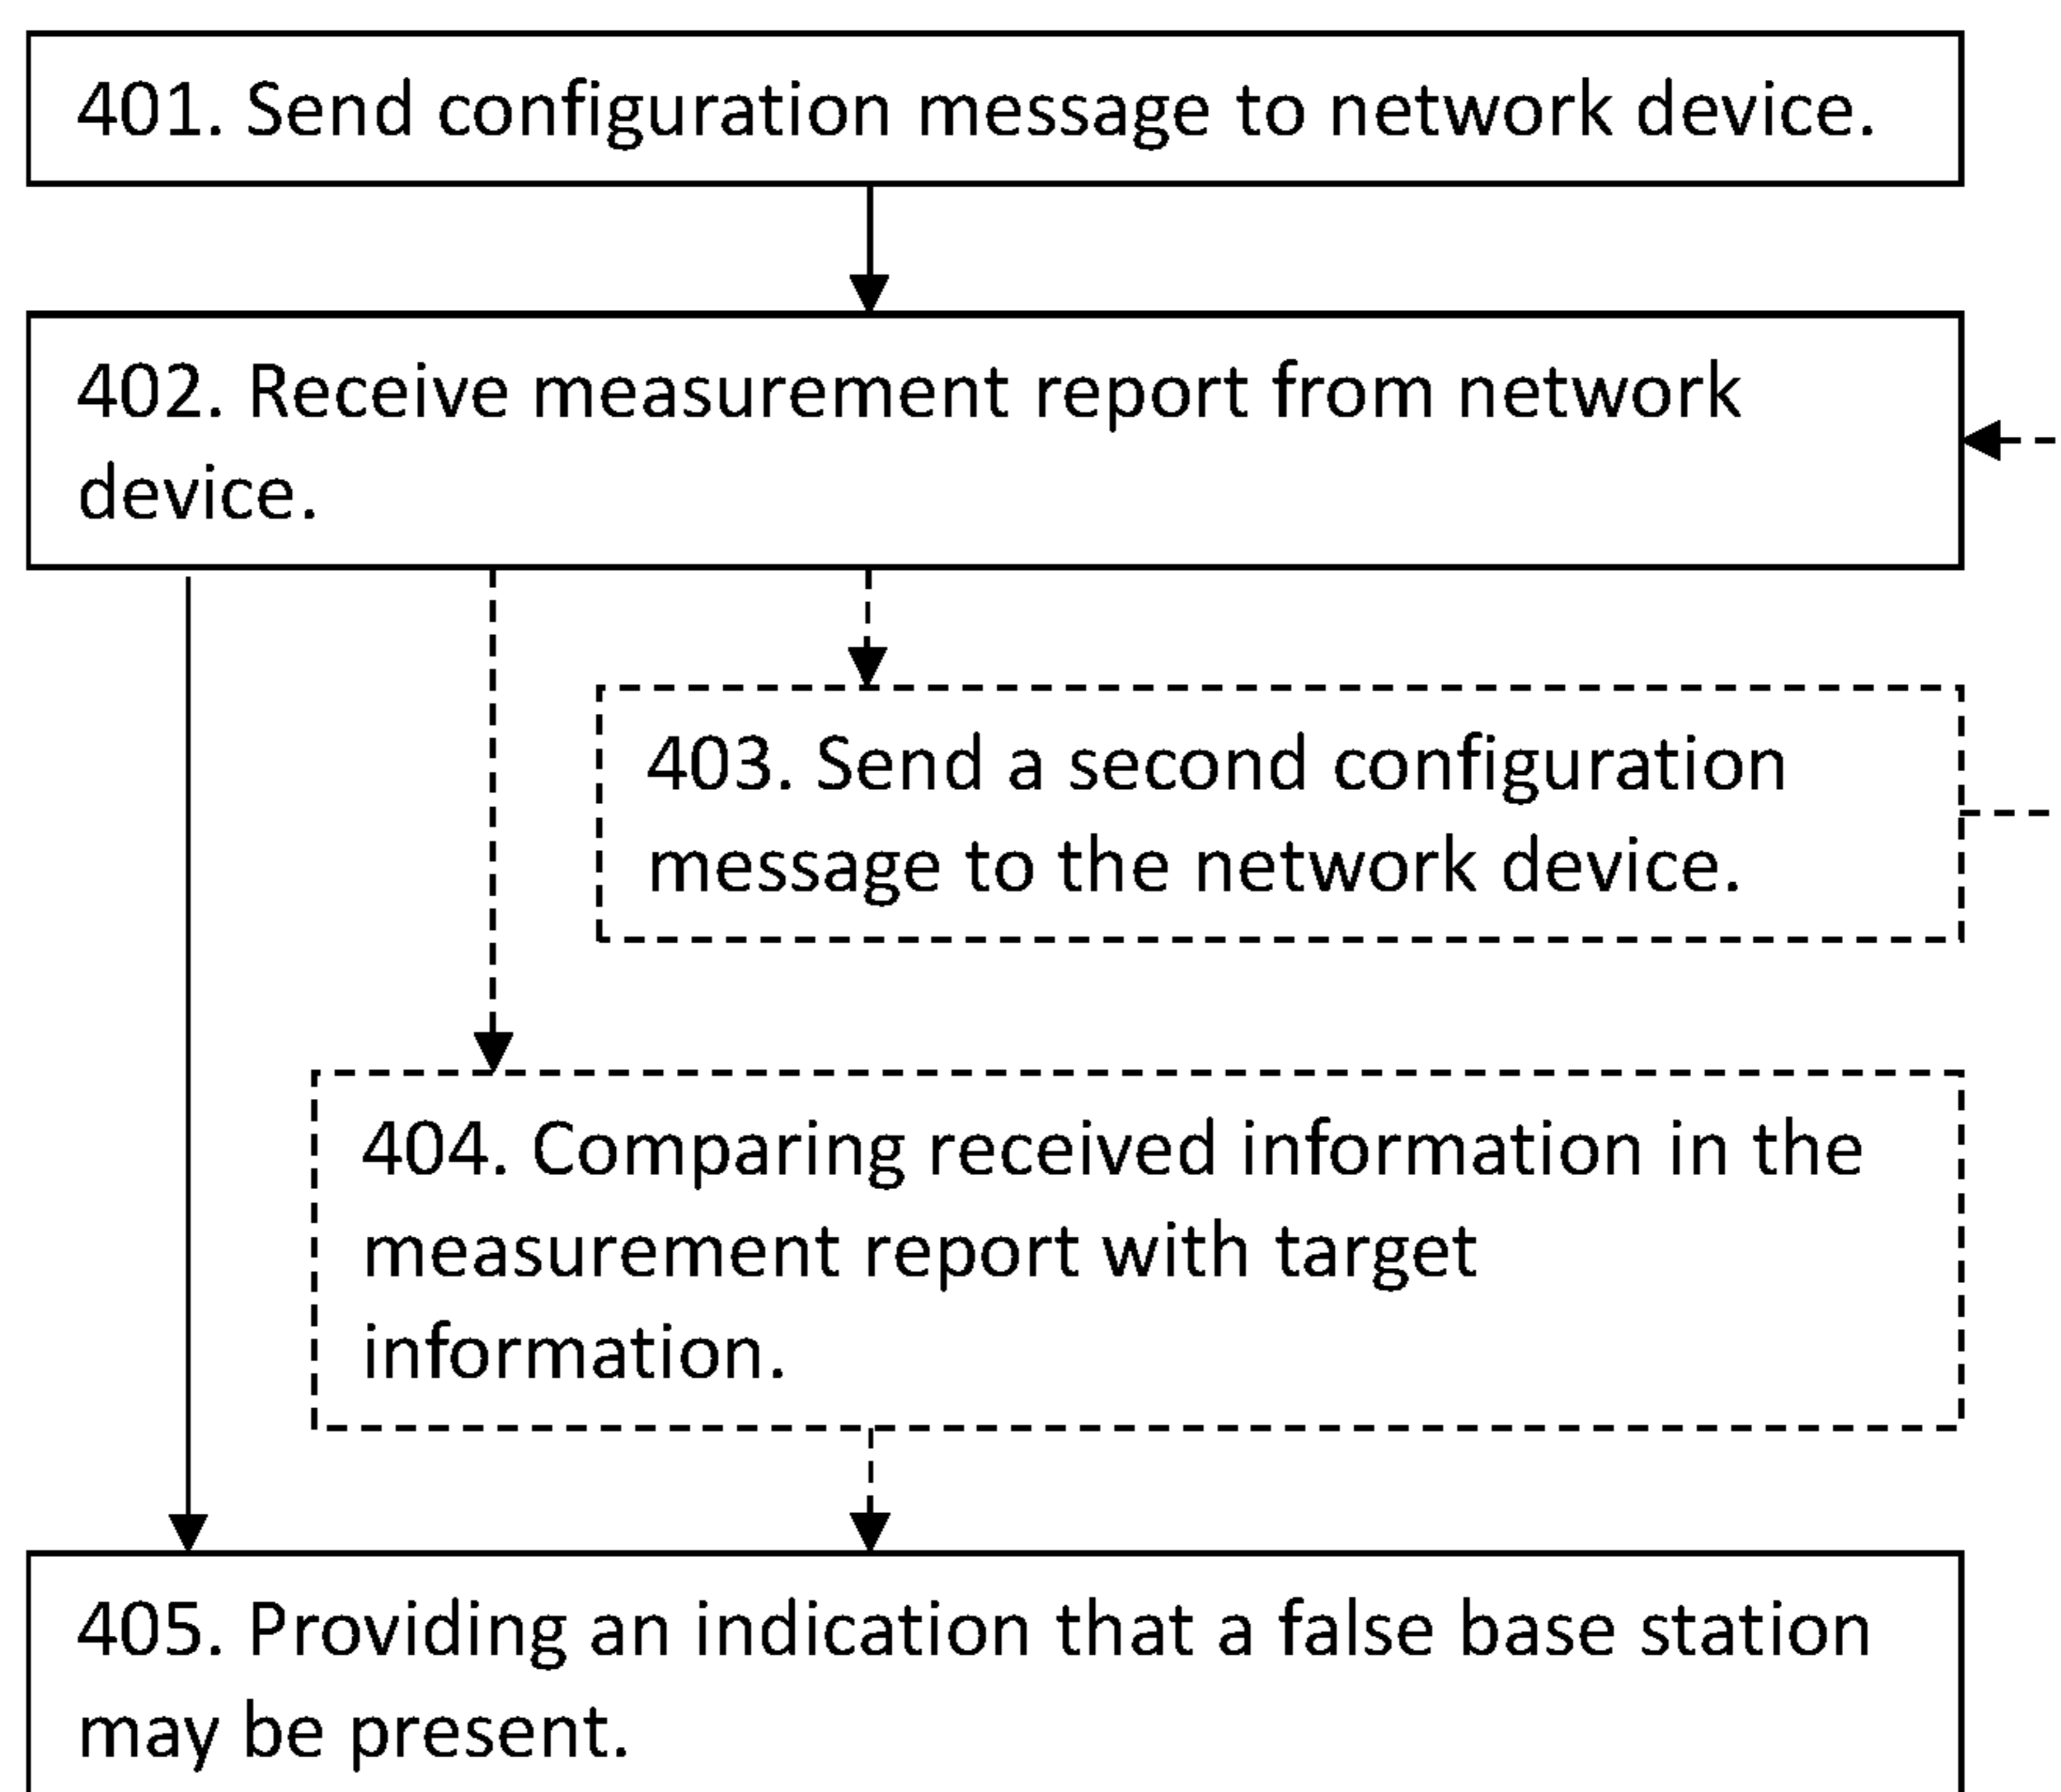 401. Send configuration message to network device.
402. Receive measurement report from network
device.
403. Send a second configuration
message to the network device.
404. Comparing received information in the
measurement report with target
information.
405. Providing an indication that a false base station
may be present.